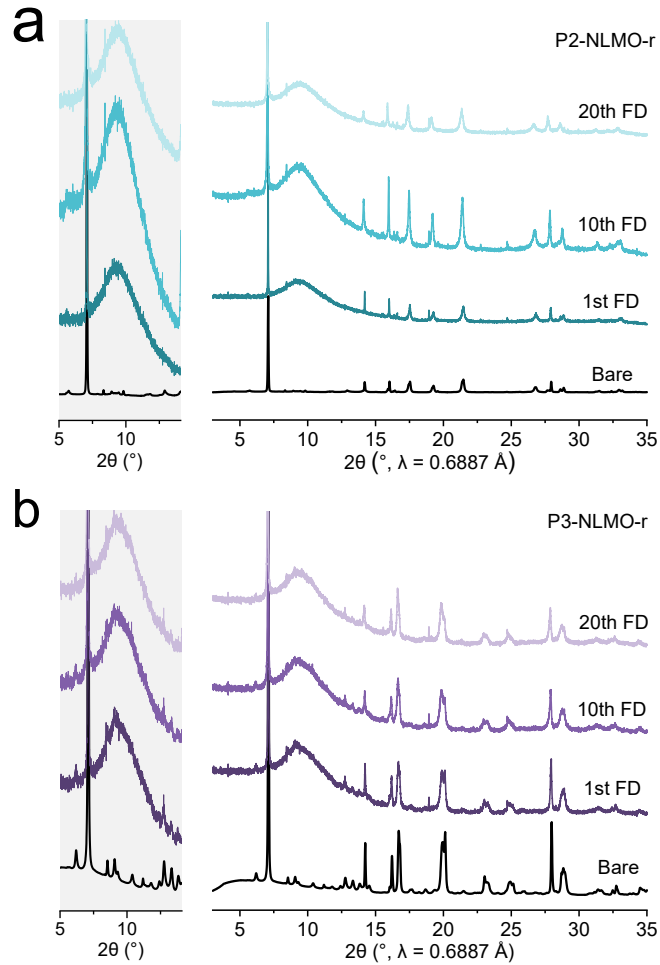 a
P2-NLMO-r
20th FD
10th FD
1st FD
Bare
5 10
5 10 15 20 25 30 35
2θ (°)
2θ (°, λ = 0.6887 Å)
b
P3-NLMO-r
20th FD
10th FD
1st FD
Bare
5 10
5 10 15 20 25 30 35
2θ (°)
2θ (°, λ = 0.6887 Å)